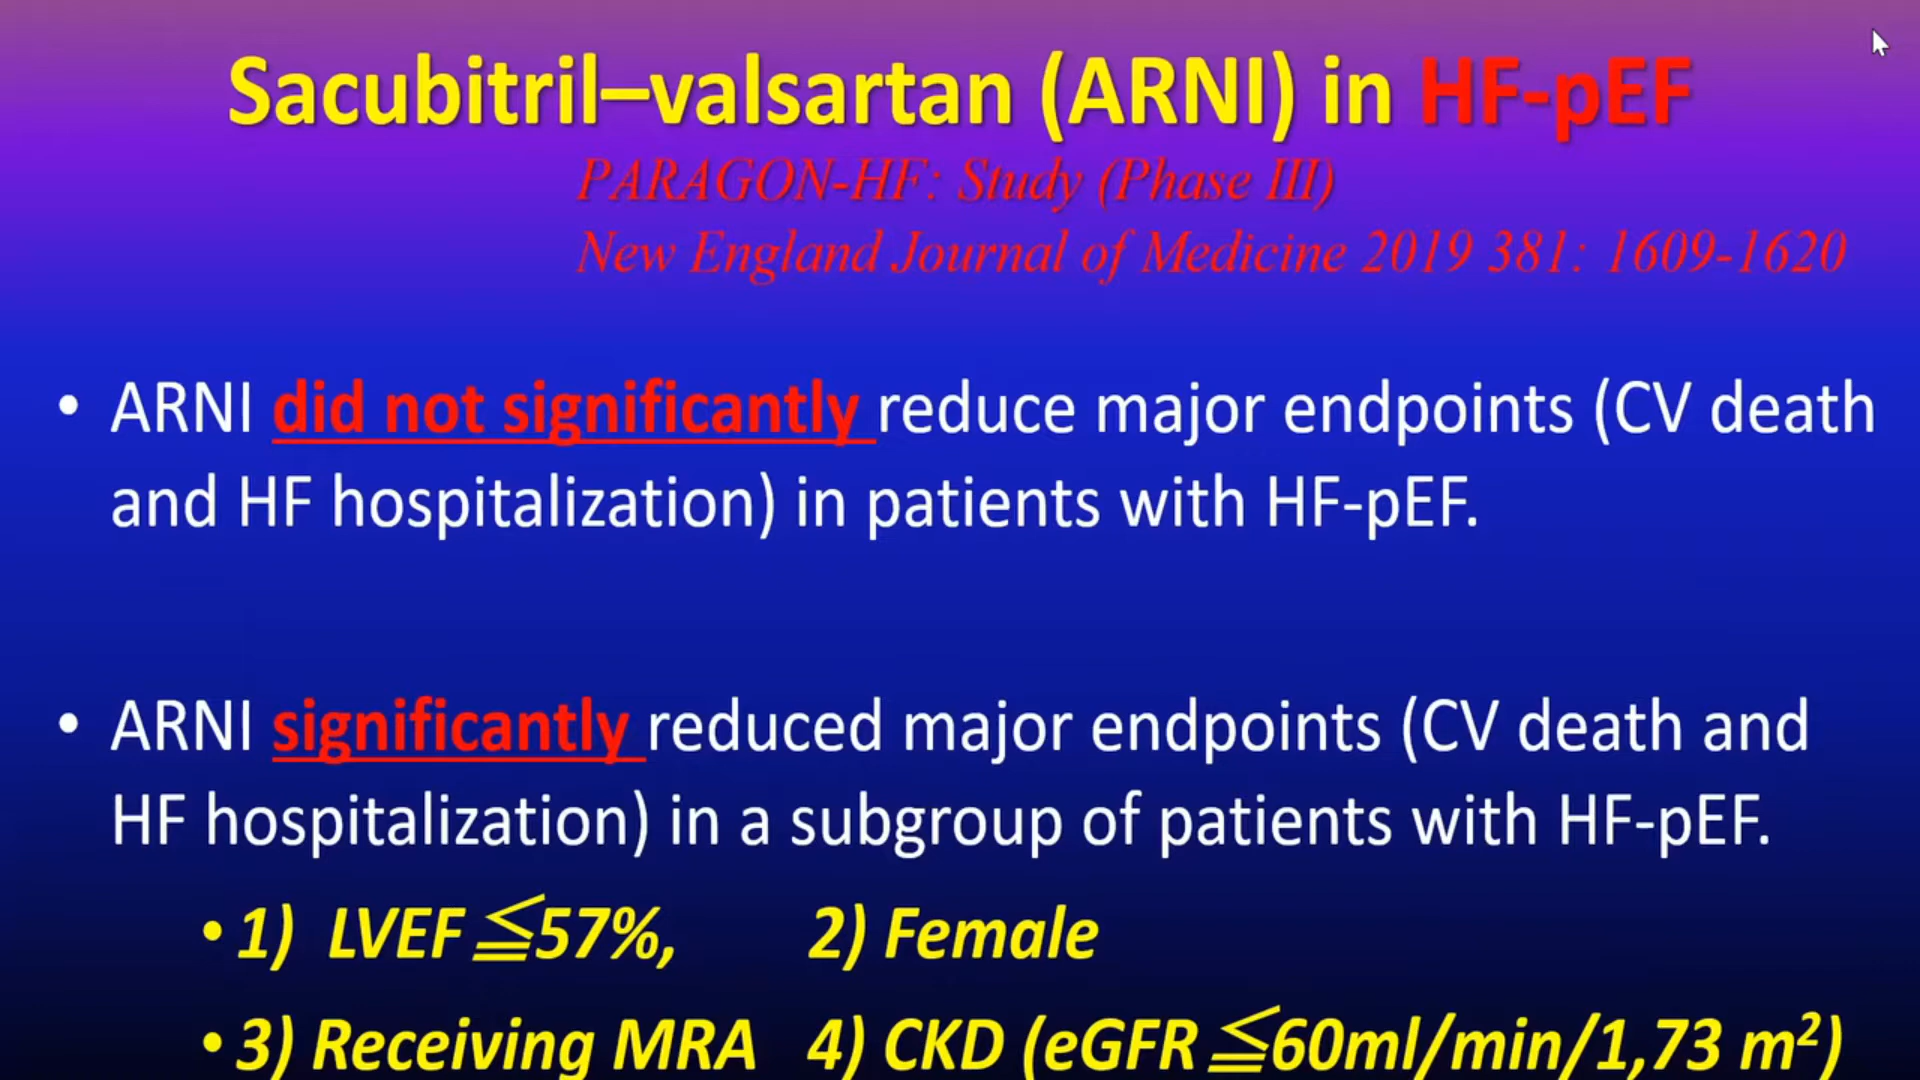 Sacubitril–valsartan (ARNI) in HF-pEF
PARAGON-HF: Study (Phase III)
New England Journal of Medicine 2019 381: 1609-1620
• ARNI did not significantly reduce major endpoints (CV death
and HF hospitalization) in patients with HF-pEF.
• ARNI significantly reduced major endpoints (CV death and
HF hospitalization) in a subgroup of patients with HF-pEF.
• 1) LVEF≦57%, 2) Female
• 3) Receiving MRA 4) CKD (eGFR≦60ml/min/1,73 m²)